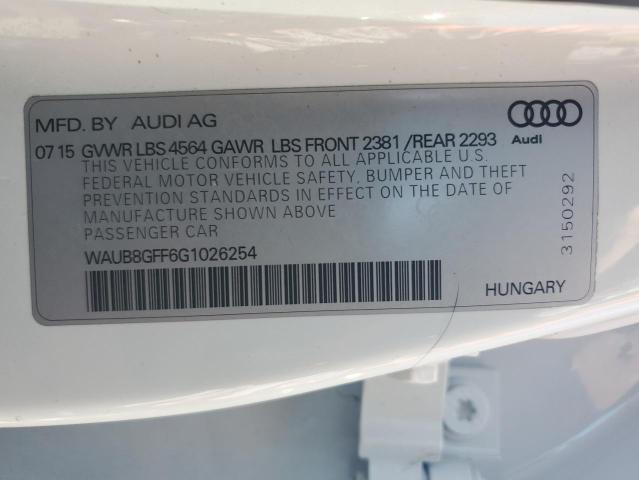 MFD. BY AUDI AG
Audi
07 15 GVWR LBS 4564 GAWR LBS FRONT 2381 /REAR 2293
THIS VEHICLE CONFORMS TO ALL APPLICABLE U.S.
FEDERAL MOTOR VEHICLE SAFETY, BUMPER AND THEFT
PREVENTION STANDARDS IN EFFECT ON THE DATE OF
MANUFACTURE SHOWN ABOVE
PASSENGER CAR
WAUB8GFF6G1026254
3150292
HUNGARY